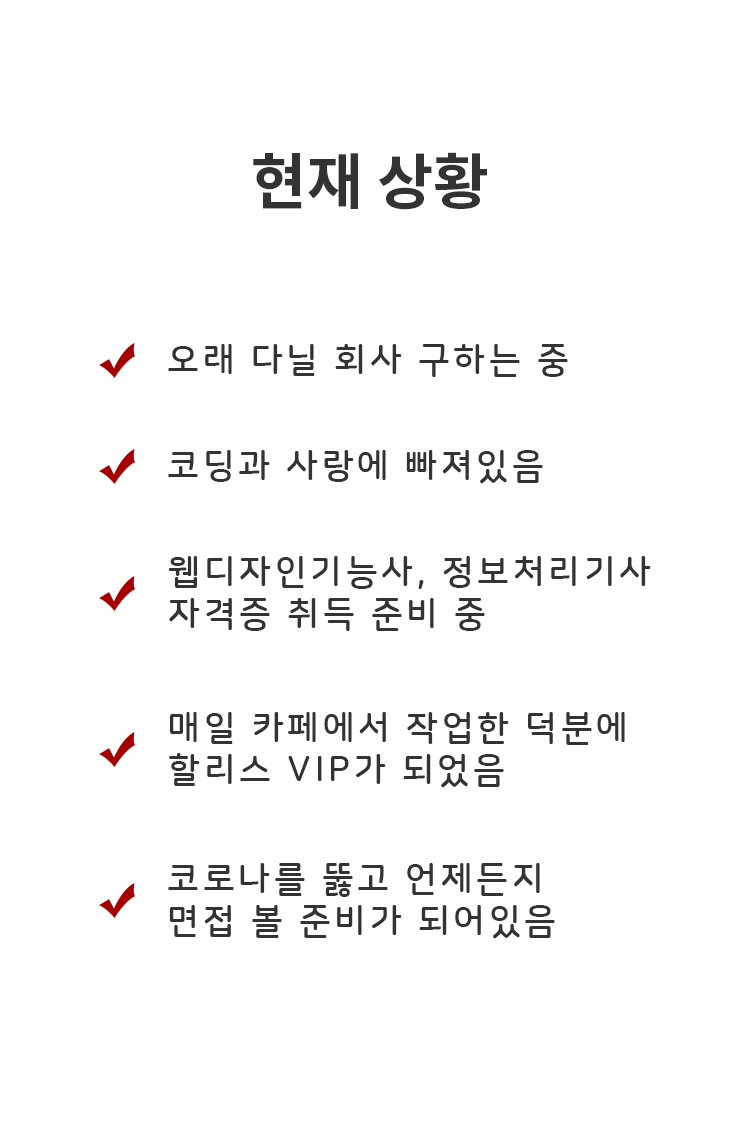 현재 상황
오래 다닐 회사 구하는 중
코딩과 사랑에 빠져있음
웹디자인기능사, 정보처리기사
자격증 취득 준비 중
매일 카페에서 작업한 덕분에
할리스 VIP가 되었음
코로나를 뚫고 언제든지
면접 볼 준비가 되어있음